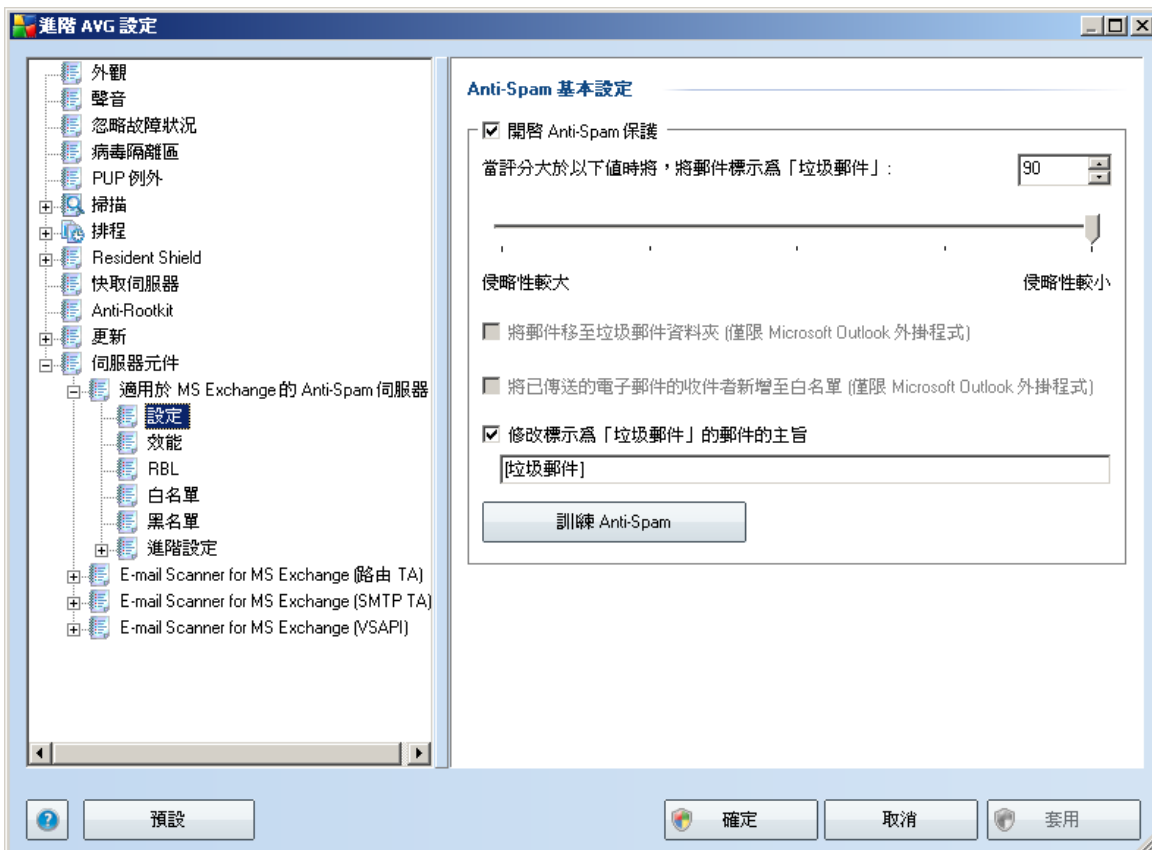 進階 AVG 設定
外觀
聲音
忽略故障狀況
病毒隔離區
PUP 例外
掃描
排程
Resident Shield
快取伺服器
Anti-Rootkit
更新
伺服器元件
適用於 MS Exchange 的 Anti-Spam 伺服器
設定
效能
RBL
白名單
黑名單
進階設定
E-mail Scanner for MS Exchange (路由 TA)
E-mail Scanner for MS Exchange (SMTP TA)
E-mail Scanner for MS Exchange (VSAPI)
Anti-Spam 基本設定
開啓 Anti-Spam 保護
當評分大於以下值時將，將郵件標示爲「垃圾郵件」:
90
侵略性較大
侵略性較小
將郵件移至垃圾郵件資料夾 (僅限 Microsoft Outlook 外掛程式)
將已傳送的電子郵件的收件者新增至白名單 (僅限 Microsoft Outlook 外掛程式)
修改標示爲「垃圾郵件」的郵件的主旨
[垃圾郵件]
訓練 Anti-Spam
預設
確定
取消
套用